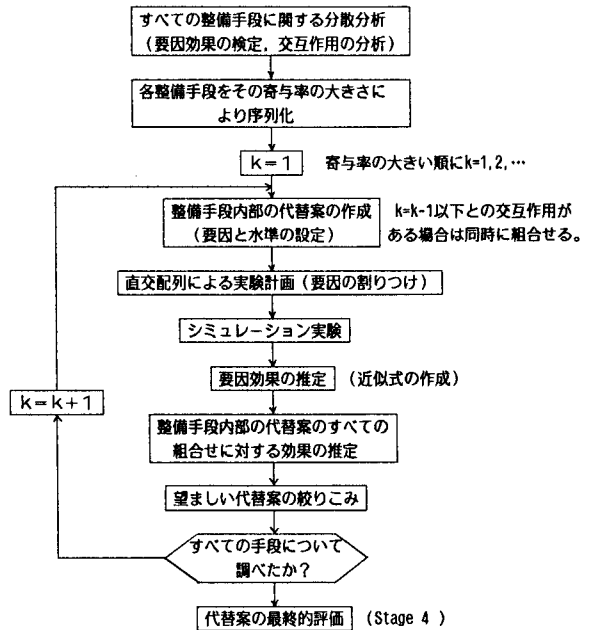 すべての整備手段に関する分散分析
（要因効果の検定，交互作用の分析）
各整備手段をその寄与率の大きさに
より序列化
k＝1
寄与率の大きい順にk=1,2,…
整備手段内部の代替案の作成
（要因と水準の設定）
k=k-1以下との交互作用が
ある場合は同時に組合せる。
直交配列による実験計画（要因の割りつけ）
シミュレーション実験
要因効果の推定
（近似式の作成）
k＝k＋1
整備手段内部の代替案のすべての
組合せに対する効果の推定
望ましい代替案の絞りこみ
すべての手段について
調べたか？
代替案の最終的評価
(Stage 4 )